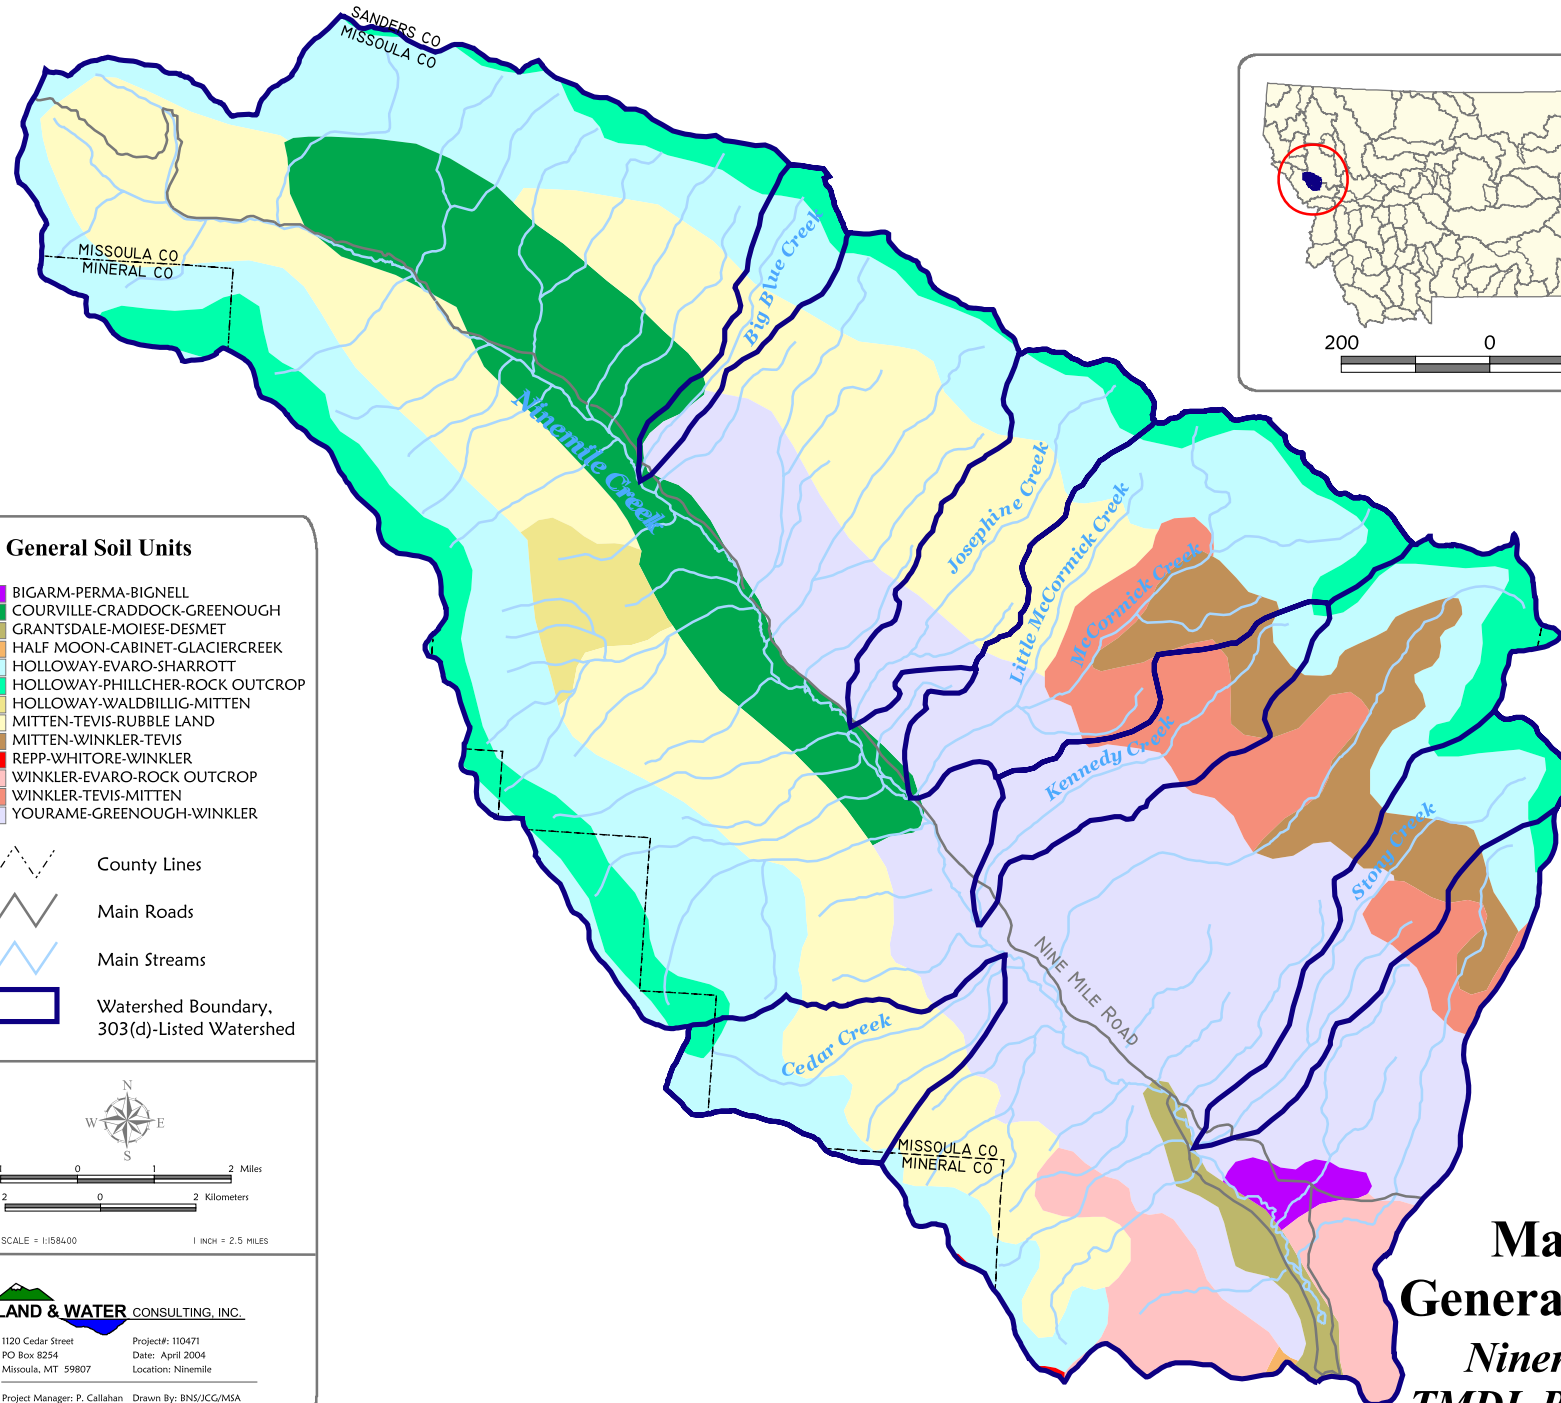 SANDERS CO
MISSOULA CO
MISSOULA CO
MINERAL CO
Big Blue Creek
Ninemile Creek
Josephine Creek
Little McCormick Creek
McCormick Creek
Kennedy Creek
Stony Creek
NINE MILE ROAD
Cedar Creek
MISSOULA CO
MINERAL CO
200
0
General Soil Units
BIGARM-PERMA-BIGNELL
COURVILLE-CRADDOCK-GREENOUGH
GRANTSDALE-MOIESE-DESMET
HALF MOON-CABINET-GLACIERCREEK
HOLLOWAY-EVARO-SHARROTT
HOLLOWAY-PHILLCHER-ROCK OUTCROP
HOLLOWAY-WALDBILLIG-MITTEN
MITTEN-TEVIS-RUBBLE LAND
MITTEN-WINKLER-TEVIS
REPP-WHITORE-WINKLER
WINKLER-EVARO-ROCK OUTCROP
WINKLER-TEVIS-MITTEN
YOURAME-GREENOUGH-WINKLER
County Lines
Main Roads
Main Streams
Watershed Boundary,
303(d)-Listed Watershed
N
W E
S
1 0 1 2 Miles
2 0 2 Kilometers
SCALE = 1:158400 1 INCH = 2.5 MILES
LAND & WATER CONSULTING, INC.
1120 Cedar Street Project#: 110471
PO Box 8254 Date: April 2004
Missoula, MT 59807 Location: Ninemile
Project Manager: P. Callahan Drawn By: BNS/JCG/MSA
Ma
Genera
Ninem
TMDL P